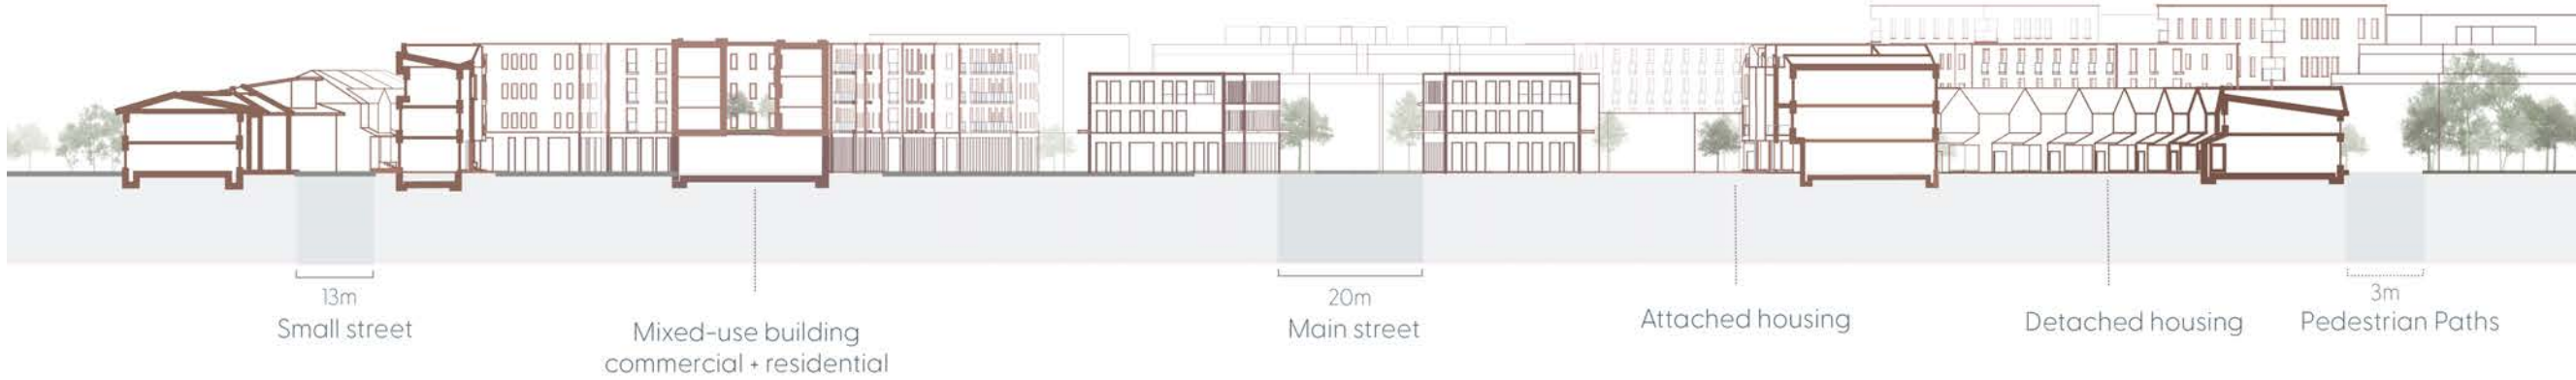 13m
Small street
Mixed-use building
commercial + residential
20m
Main street
Attached housing
Detached housing
3m
Pedestrian Paths